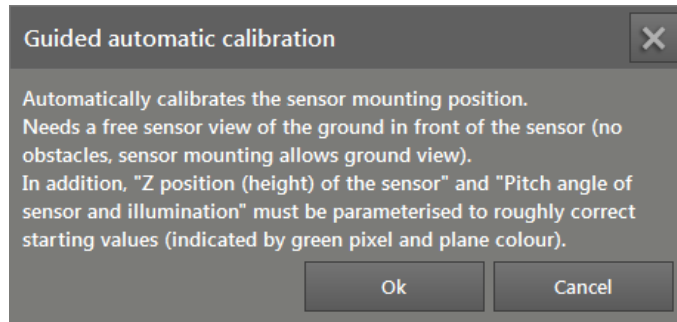 Guided automatic calibration
Automatically calibrates the sensor mounting position.
Needs a free sensor view of the ground in front of the sensor (no
obstacles, sensor mounting allows ground view).
In addition, "Z position (height) of the sensor" and "Pitch angle of
sensor and illumination" must be parameterised to roughly correct
starting values (indicated by green pixel and plane colour).
Ok Cancel